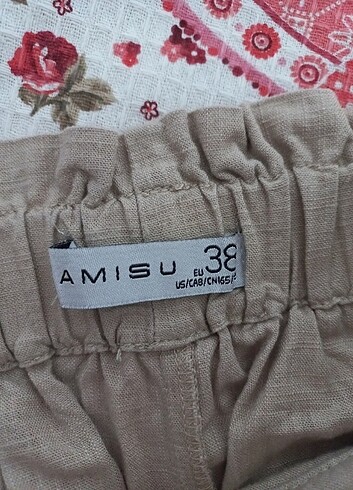 AMISU EU 38
US/CA8/CN165/